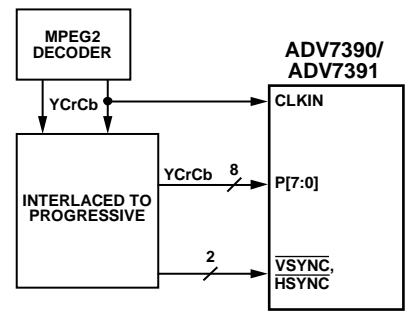 MPEG2
DECODER
ADV7390/
ADV7391
YCrCb
CLKIN
YCrCb
8
P[7:0]
INTERLACED TO
PROGRESSIVE
2
VSYNC,
HSYNC